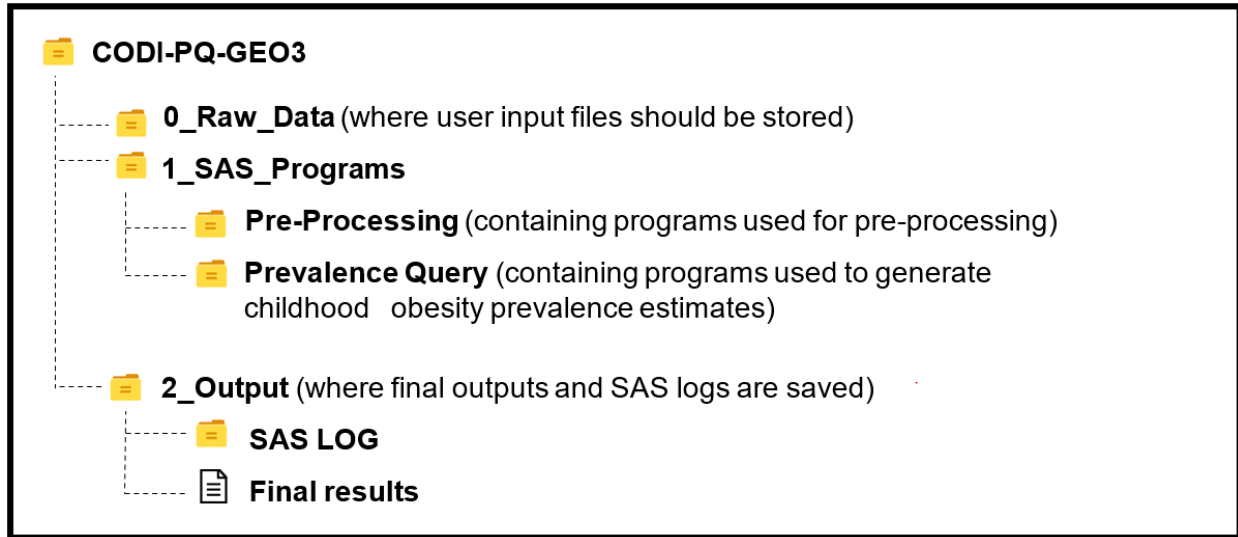 CODI-PQ-GEO3
0_Raw_Data (where user input files should be stored)
1_SAS_Programs
Pre-Processing (containing programs used for pre-processing)
Prevalence Query (containing programs used to generate
childhood obesity prevalence estimates)
2_Output (where final outputs and SAS logs are saved)
SAS LOG
Final results